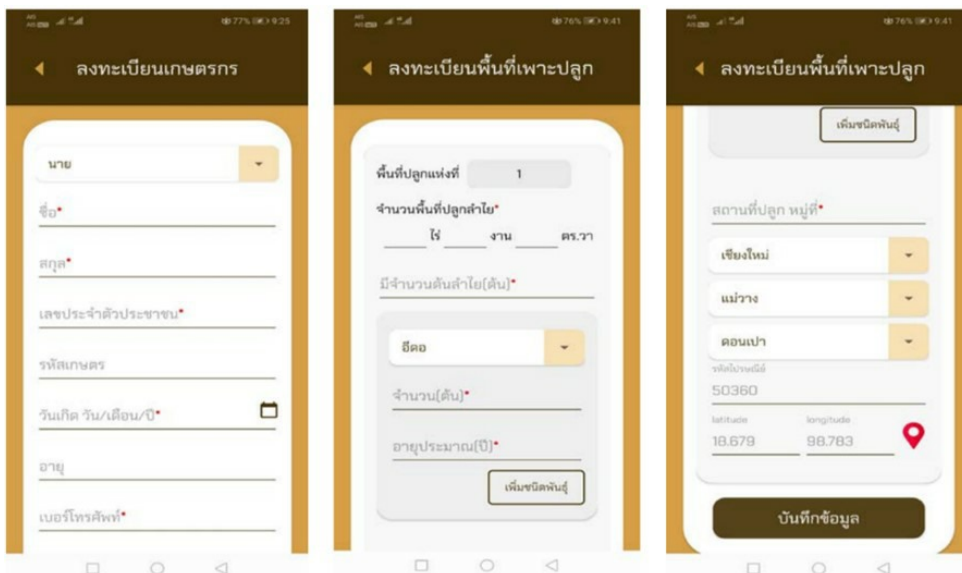 77% 9:25
ลงทะเบียนเกษตรกร
นาย
ชื่อ*
สกุล*
เลขประจำตัวประชาชน*
รหัสเกษตร
วันเกิด วัน/เดือน/ปี*
อายุ
เบอร์โทรศัพท์*
76% 9:41
ลงทะเบียนพื้นที่เพาะปลูก
พื้นที่ปลูกแห่งที่ 1
จำนวนพื้นที่ปลูกลำไย*
ไร่ งาน ตร.วา
มีจำนวนต้นลำไย(ต้น)*
อีดอ
จำนวน(ต้น)*
อายุประมาณ(ปี)*
เพิ่มชนิดพันธุ์
76% 9:41
ลงทะเบียนพื้นที่เพาะปลูก
เพิ่มชนิดพันธุ์
สถานที่ปลูก หมู่ที่*
เชียงใหม่
แม่วาง
ดอนเปา
รหัสไปรษณีย์
50360
latitude longitude
18.679 98.783
บันทึกข้อมูล